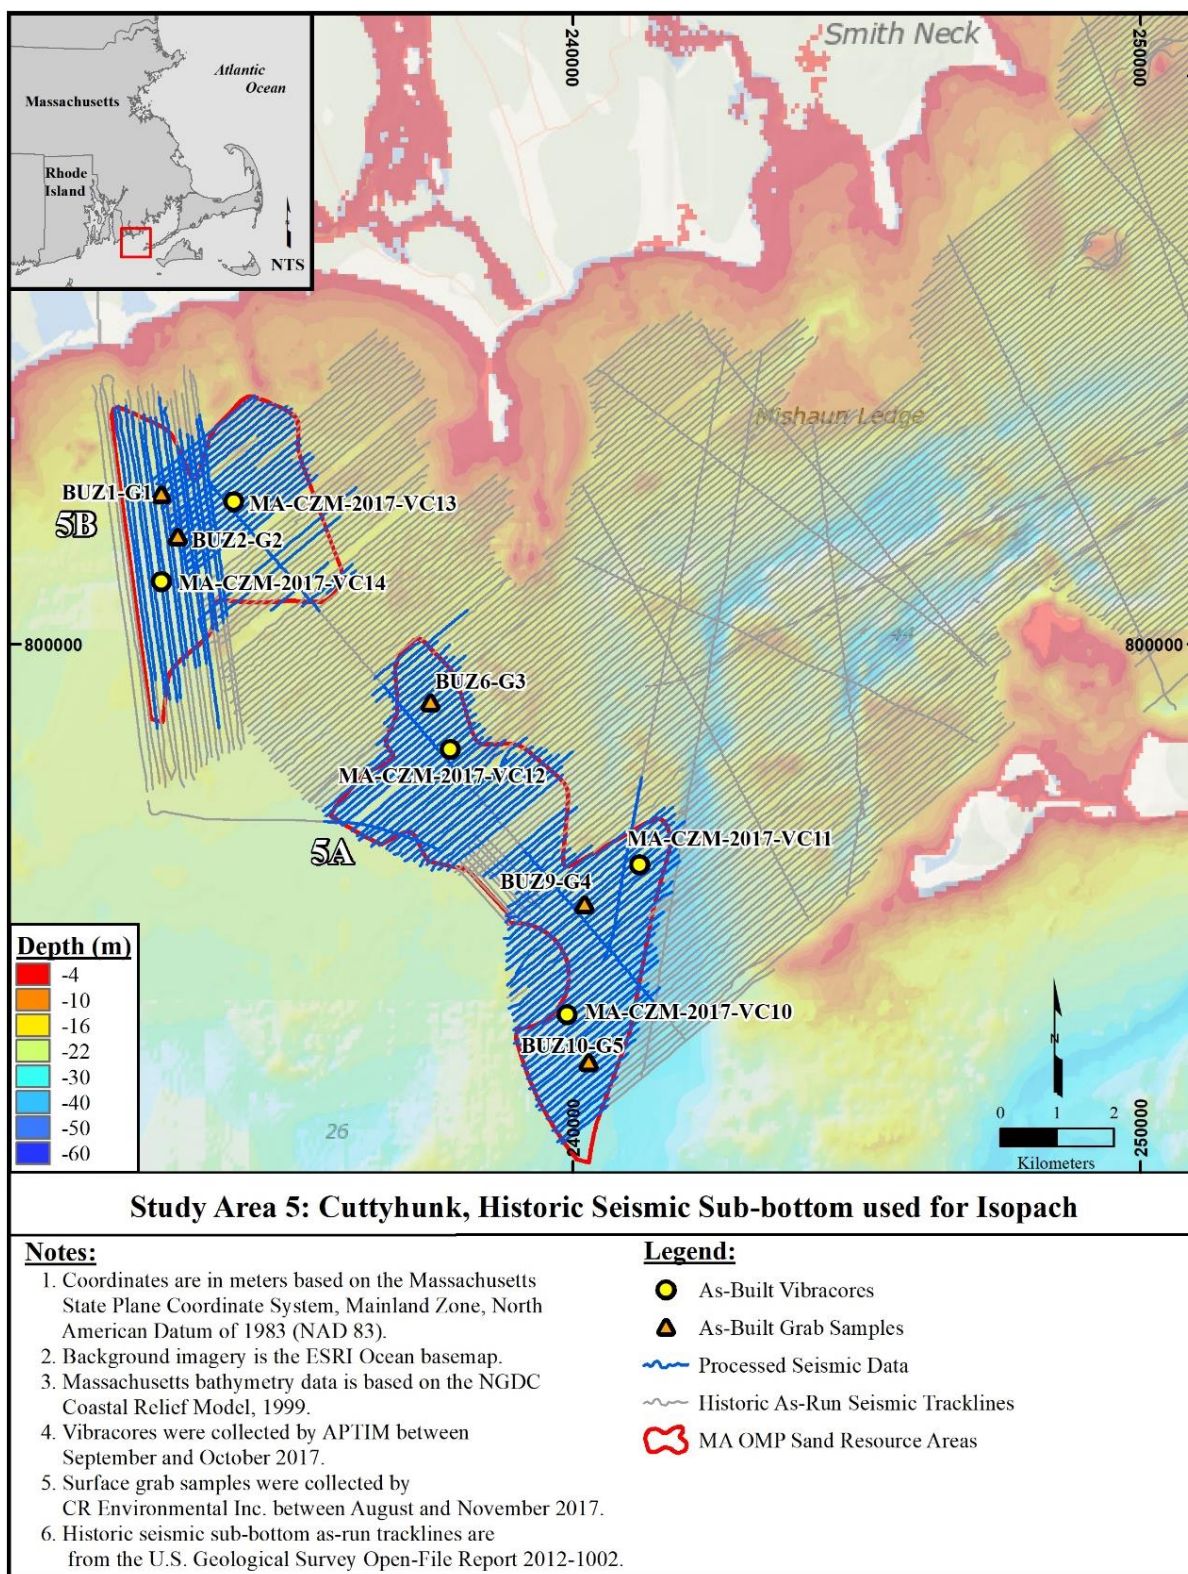 Smith Neck
240000
250000
Atlantic
Ocean
Massachusetts
Rhode
Island
NTS
Mishaun Ledge
BUZ1-G1
MA-CZM-2017-VC13
5B
BUZ2-G2
MA-CZM-2017-VC14
44
800000
800000
BUZ6-G3
MA-CZM-2017-VC12
MA-CZM-2017-VC11
5A
BUZ9-G4
MA-CZM-2017-VC10
BUZ10-G5
26
240000
250000
N
0 1 2
Kilometers
Depth (m)
-4
-10
-16
-22
-30
-40
-50
-60
Study Area 5: Cuttyhunk, Historic Seismic Sub-bottom used for Isopach
Notes:
1. Coordinates are in meters based on the Massachusetts
State Plane Coordinate System, Mainland Zone, North
American Datum of 1983 (NAD 83).
2. Background imagery is the ESRI Ocean basemap.
3. Massachusetts bathymetry data is based on the NGDC
Coastal Relief Model, 1999.
4. Vibracores were collected by APTIM between
September and October 2017.
5. Surface grab samples were collected by
CR Environmental Inc. between August and November 2017.
6. Historic seismic sub-bottom as-run tracklines are
from the U.S. Geological Survey Open-File Report 2012-1002.
Legend:
As-Built Vibracores
As-Built Grab Samples
Processed Seismic Data
Historic As-Run Seismic Tracklines
MA OMP Sand Resource Areas